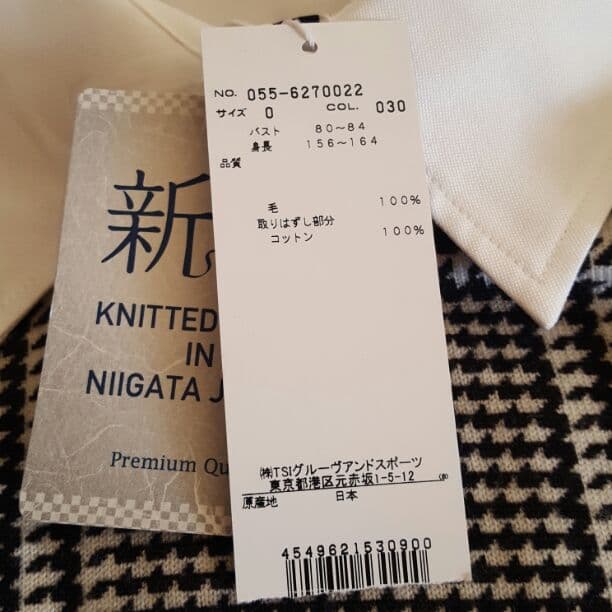 NO. 055-6270022
サイズ 0 COL. 030
バスト 80～84
身長 156～164
品質
毛 100%
取りはずし部分
コットン 100%
㈱TSIグルーヴアンドスポーツ
東京都港区元赤坂1-5-12
原産地 日本
4549621530900
新
KNITTED
IN
NIIGATA J
Premium Qu